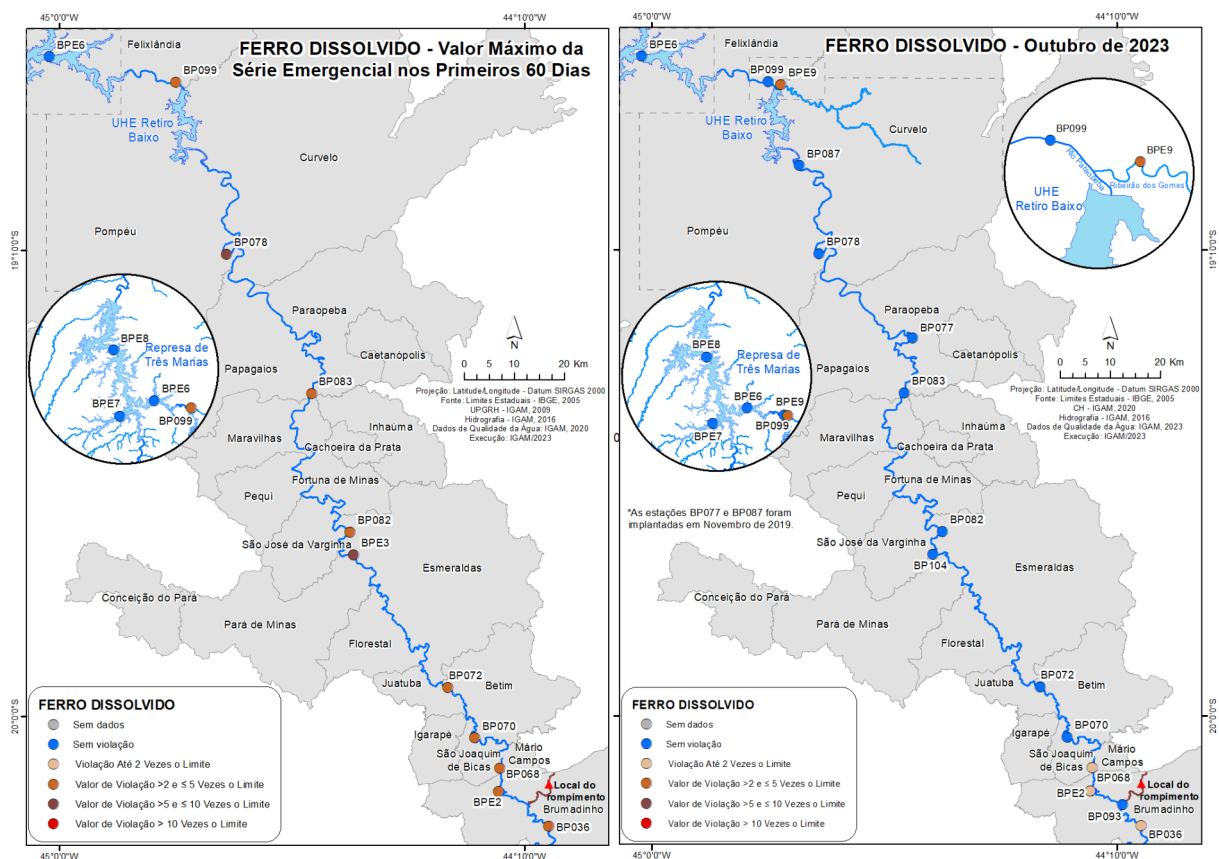 45°0'0"W
44°10'0"W
FERRO DISSOLVIDO - Valor Máximo da
Série Emergencial nos Primeiros 60 Dias
BPE6
Felixlândia
BP099
UHE Retiro
Baixo
Curvelo
Pompéu
BP078
19°10'0"S
Paraopeba
BPE8
Represa de
Três Marias
BPE6
BPE7
BP099
N
0 5 10 20 Km
Caetanópolis
Papagaios
Projeção: Latitude/Longitude - Datum SIRGAS 2000
Fonte: Limites Estaduais - IBGE, 2005
UPGRH - IGAM, 2009
Hidrografia - IGAM, 2016
Dados de Qualidade da Água: IGAM, 2020
Execução: IGAM/2023
BP083
Inhaúma
Maravilhas
Cachoeira da Prata
Fortuna de Minas
Pequi
BP082
São José da Varginha
BPE3
Esmeraldas
Conceição do Pará
Pará de Minas
Florestal
BP072
Juatuba
Betim
20°0'0"S
BP070
Igarapé
Mário
Campos
São Joaquim
de Bicas
BP068
Local do
rompimento
BPE2
Brumadinho
BP036
FERRO DISSOLVIDO
Sem dados
Sem violação
Violação Até 2 Vezes o Limite
Valor de Violação >2 e ≤ 5 Vezes o Limite
Valor de Violação >5 e ≤ 10 Vezes o Limite
Valor de Violação > 10 Vezes o Limite
45°0'0"W
44°10'0"W
45°0'0"W
44°10'0"W
FERRO DISSOLVIDO - Outubro de 2023
BPE6
Felixlândia
BP099
BPE9
UHE Retiro
Baixo
Curvelo
BP087
BP099
BPE9
Rio Paraopeba
Ribeirão dos Gomes
UHE
Retiro Baixo
Pompéu
BP078
19°10'0"S
Paraopeba
BP077
BPE8
Represa de
Três Marias
BPE6
BPE9
BPE7
BP099
N
0 5 10 20 Km
Caetanópolis
Papagaios
Projeção: Latitude/Longitude - Datum SIRGAS 2000
Fonte: Limites Estaduais - IBGE, 2005
CH - IGAM, 2020
Hidrografia - IGAM, 2016
Dados de Qualidade da Água: IGAM, 2023
Execução: IGAM/2023
BP083
Inhaúma
Maravilhas
Cachoeira da Prata
Fortuna de Minas
Pequi
*As estações BP077 e BP087 foram
implantadas em Novembro de 2019.
BP082
São José da Varginha
BP104
Esmeraldas
Conceição do Pará
Pará de Minas
Florestal
BP072
Juatuba
Betim
20°0'0"S
BP070
Igarapé
Mário
Campos
São Joaquim
de Bicas
BP068
Local do
rompimento
BPE2
Brumadinho
BP093
BP036
FERRO DISSOLVIDO
Sem dados
Sem violação
Violação Até 2 Vezes o Limite
Valor de Violação >2 e ≤ 5 Vezes o Limite
Valor de Violação >5 e ≤ 10 Vezes o Limite
Valor de Violação > 10 Vezes o Limite
45°0'0"W
44°10'0"W